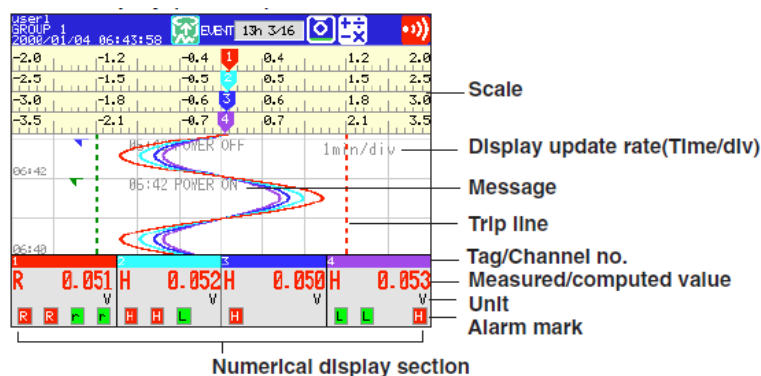 user1
GROUP 1
2000/01/04 06:43:58
EVENT 13h 3/16
-2.0 -1.2 -0.4 1 0.4 1.2 2.0
-2.5 -1.5 -0.5 2 0.5 1.5 2.5
-3.0 -1.8 -0.6 3 0.6 1.8 3.0
-3.5 -2.1 -0.7 4 0.7 2.1 3.5
Scale
POWER OFF
1min/div
Display update rate(Time/div)
06:42
06:42 POWER ON
Message
Trip line
06:40
1 2 3 4
Tag/Channel no.
R 0.051 H 0.052 H 0.050 H 0.053
Measured/computed value
V V V V
Unit
R R r r H H L H L L H
Alarm mark
Numerical display section